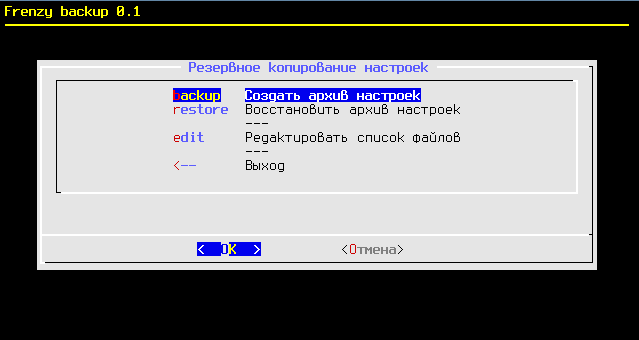 Frenzy backup 0.1
Резервное копирование настроек
backup Создать архив настроек
restore Восстановить архив настроек
---
edit Редактировать список файлов
---
<-- Выход
< OK > <Отмена>